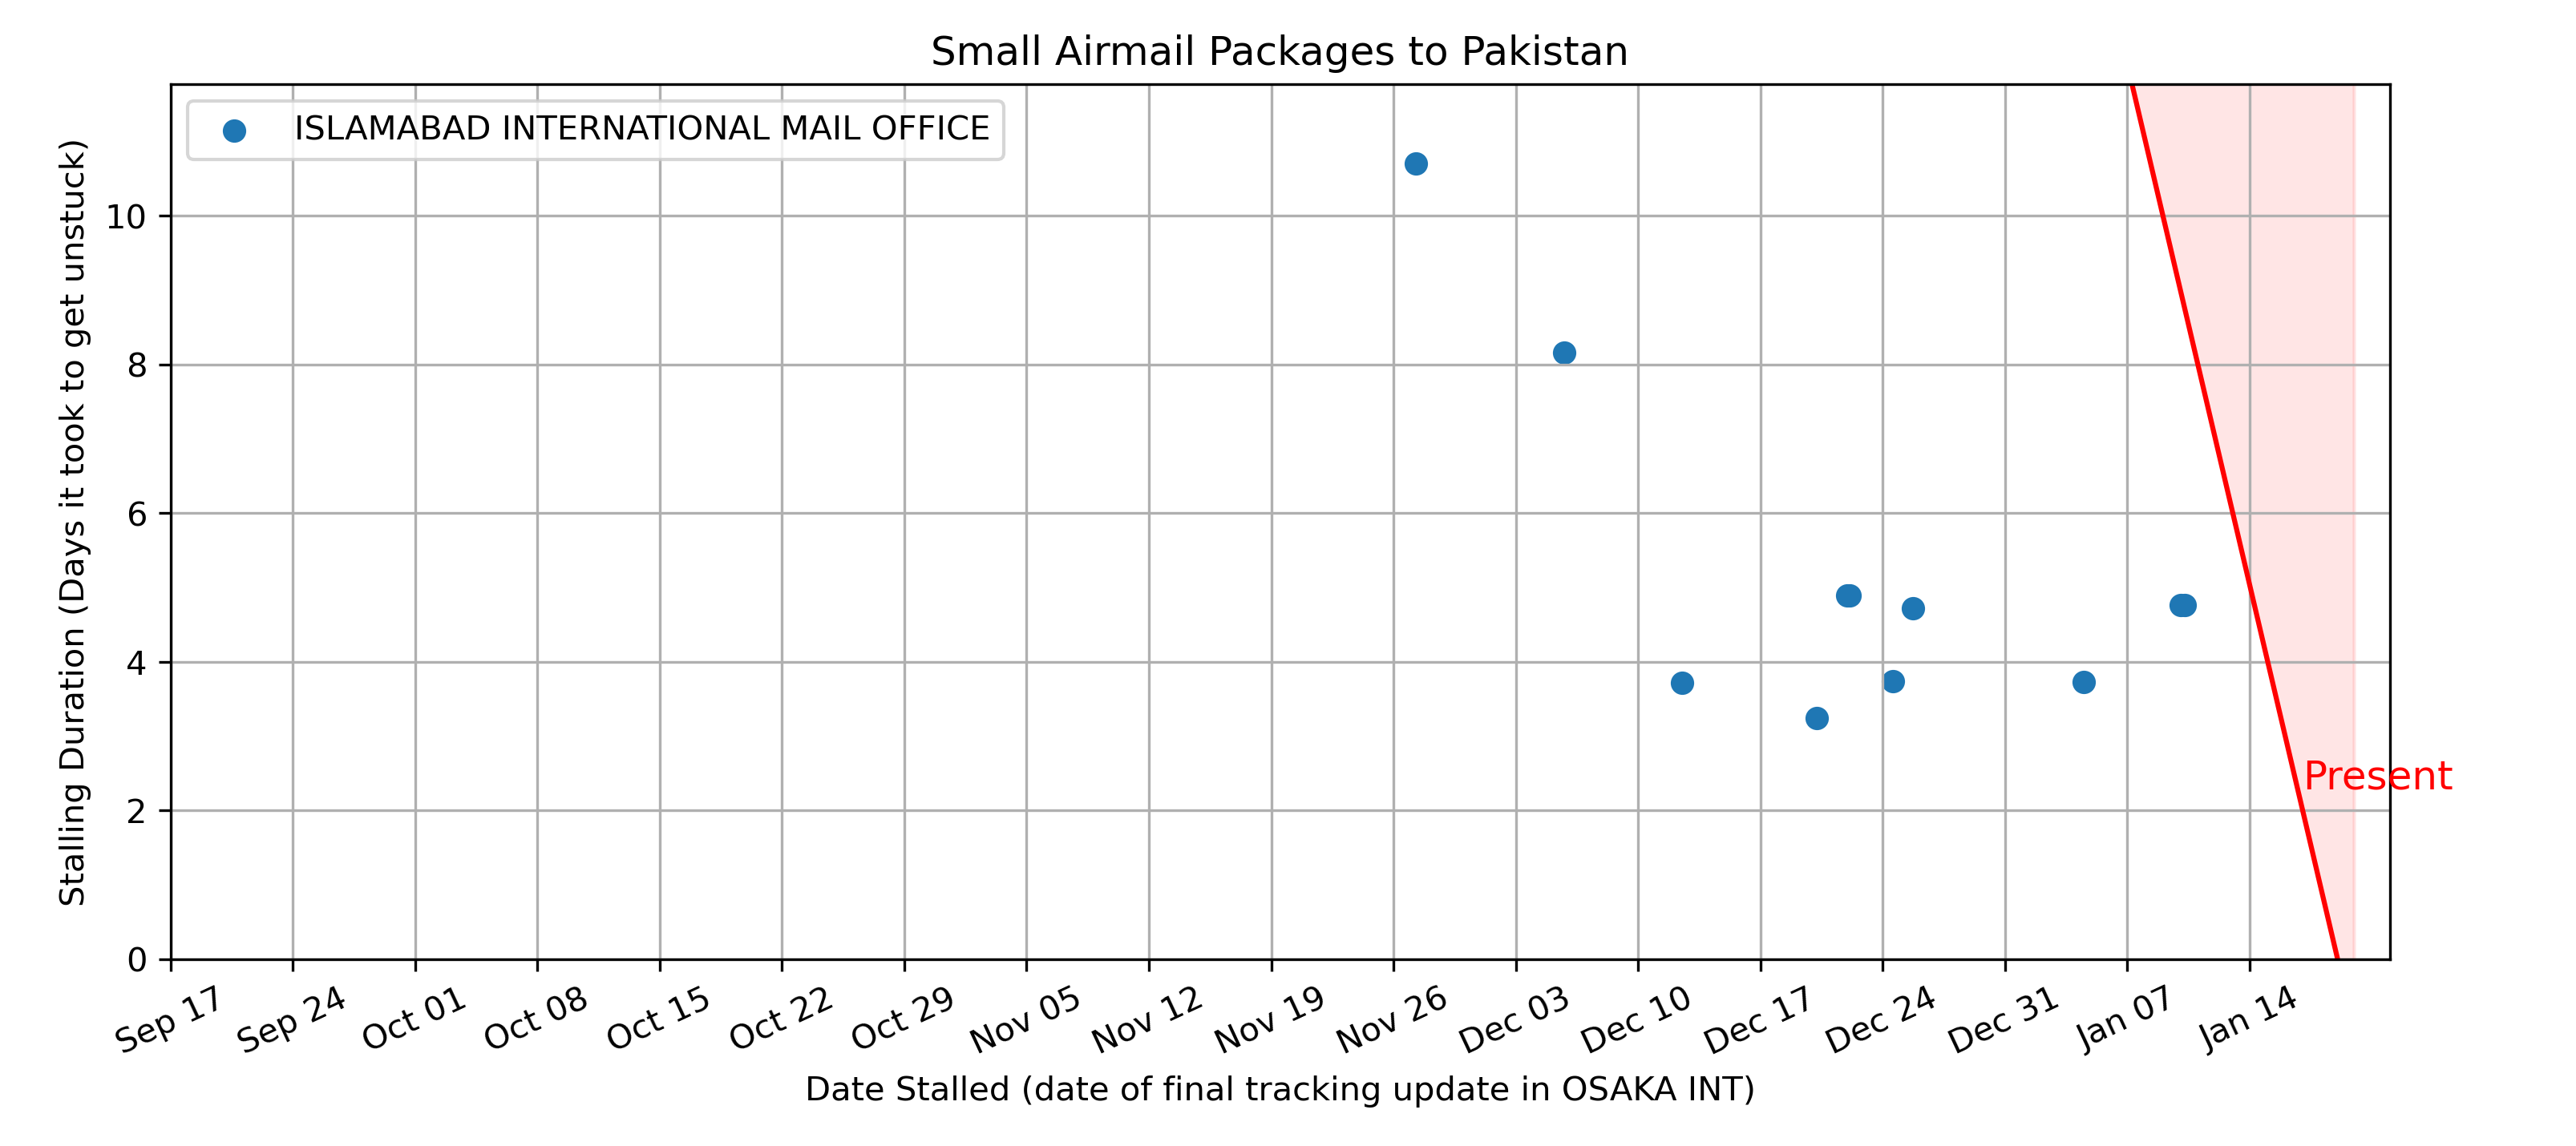 Small Airmail Packages to Pakistan
ISLAMABAD INTERNATIONAL MAIL OFFICE
Stalling Duration (Days it took to get unstuck)
10
8
6
4
2
0
Present
Sep 17
Sep 24
Oct 01
Oct 08
Oct 15
Oct 22
Oct 29
Nov 05
Nov 12
Nov 19
Nov 26
Dec 03
Dec 10
Dec 17
Dec 24
Dec 31
Jan 07
Jan 14
Date Stalled (date of final tracking update in OSAKA INT)